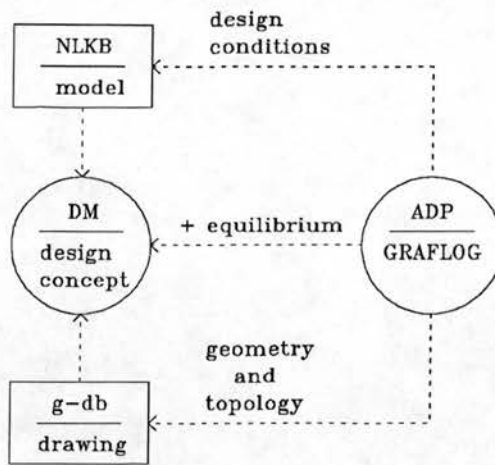 design
conditions
NLKB
model
DM
design
concept
+ equilibrium
ADP
GRAFLOG
geometry
and
topology
g-db
drawing